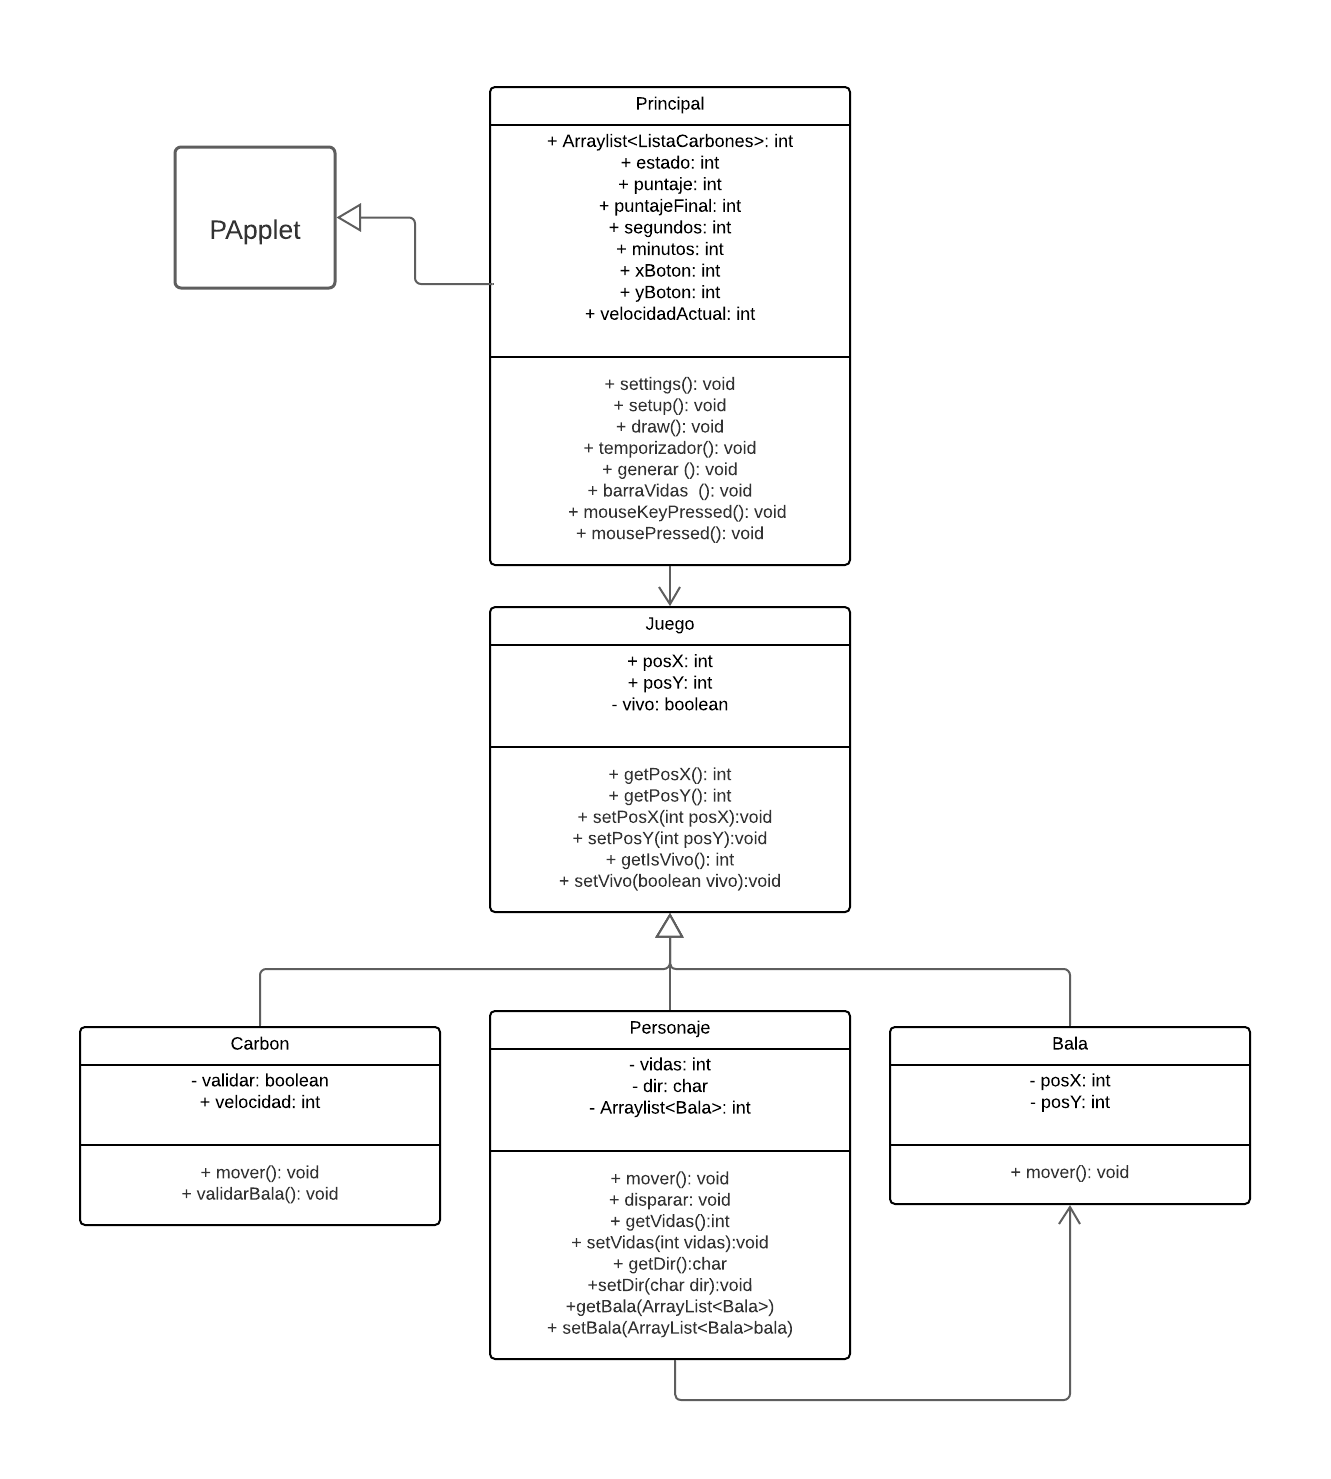 Principal
+ Arraylist<ListaCarbones>: int
+ estado: int
+ puntaje: int
+ puntajeFinal: int
+ segundos: int
+ minutos: int
+ xBoton: int
+ yBoton: int
+ velocidadActual: int
+ settings(): void
+ setup(): void
+ draw(): void
+ temporizador(): void
+ generar (): void
+ barraVidas  (): void
+ mouseKeyPressed(): void
+ mousePressed(): void
PApplet
Juego
+ posX: int
+ posY: int
- vivo: boolean
+ getPosX(): int
+ getPosY(): int
+ setPosX(int posX):void
+ setPosY(int posY):void
+ getIsVivo(): int
+ setVivo(boolean vivo):void
Carbon
- validar: boolean
+ velocidad: int
+ mover(): void
+ validarBala(): void
Personaje
- vidas: int
- dir: char
- Arraylist<Bala>: int
+ mover(): void
+ disparar: void
+ getVidas():int
+ setVidas(int vidas):void
+ getDir():char
+setDir(char dir):void
+getBala(ArrayList<Bala>)
+ setBala(ArrayList<Bala>bala)
Bala
- posX: int
- posY: int
+ mover(): void